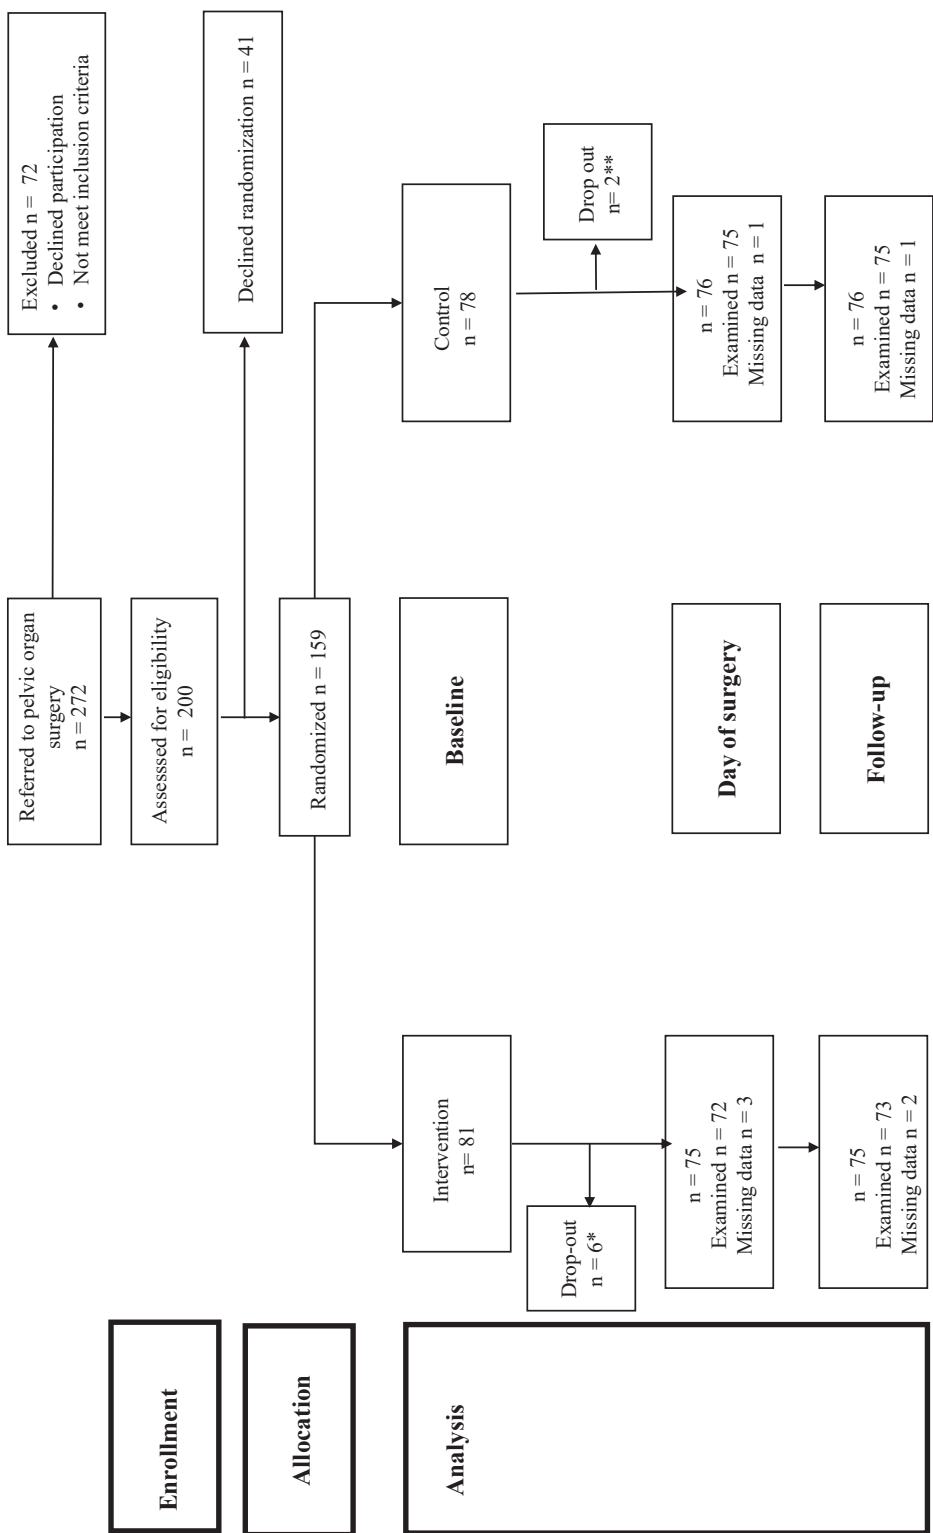 Enrollment
Referred to pelvic organ
surgery
n = 272
Excluded n = 72
• Declined participation
• Not meet inclusion criteria
Assesssed for eligibility
n = 200
Allocation
Declined randomization n = 41
Randomized n = 159
Analysis
Intervention
n= 81
Baseline
Control
n = 78
Drop-out
n = 6*
Drop out
n= 2**
n = 75
Examined n = 72
Missing data n = 3
Day of surgery
n = 76
Examined n = 75
Missing data n = 1
n = 75
Examined n = 73
Missing data n = 2
Follow-up
n = 76
Examined n = 75
Missing data n = 1